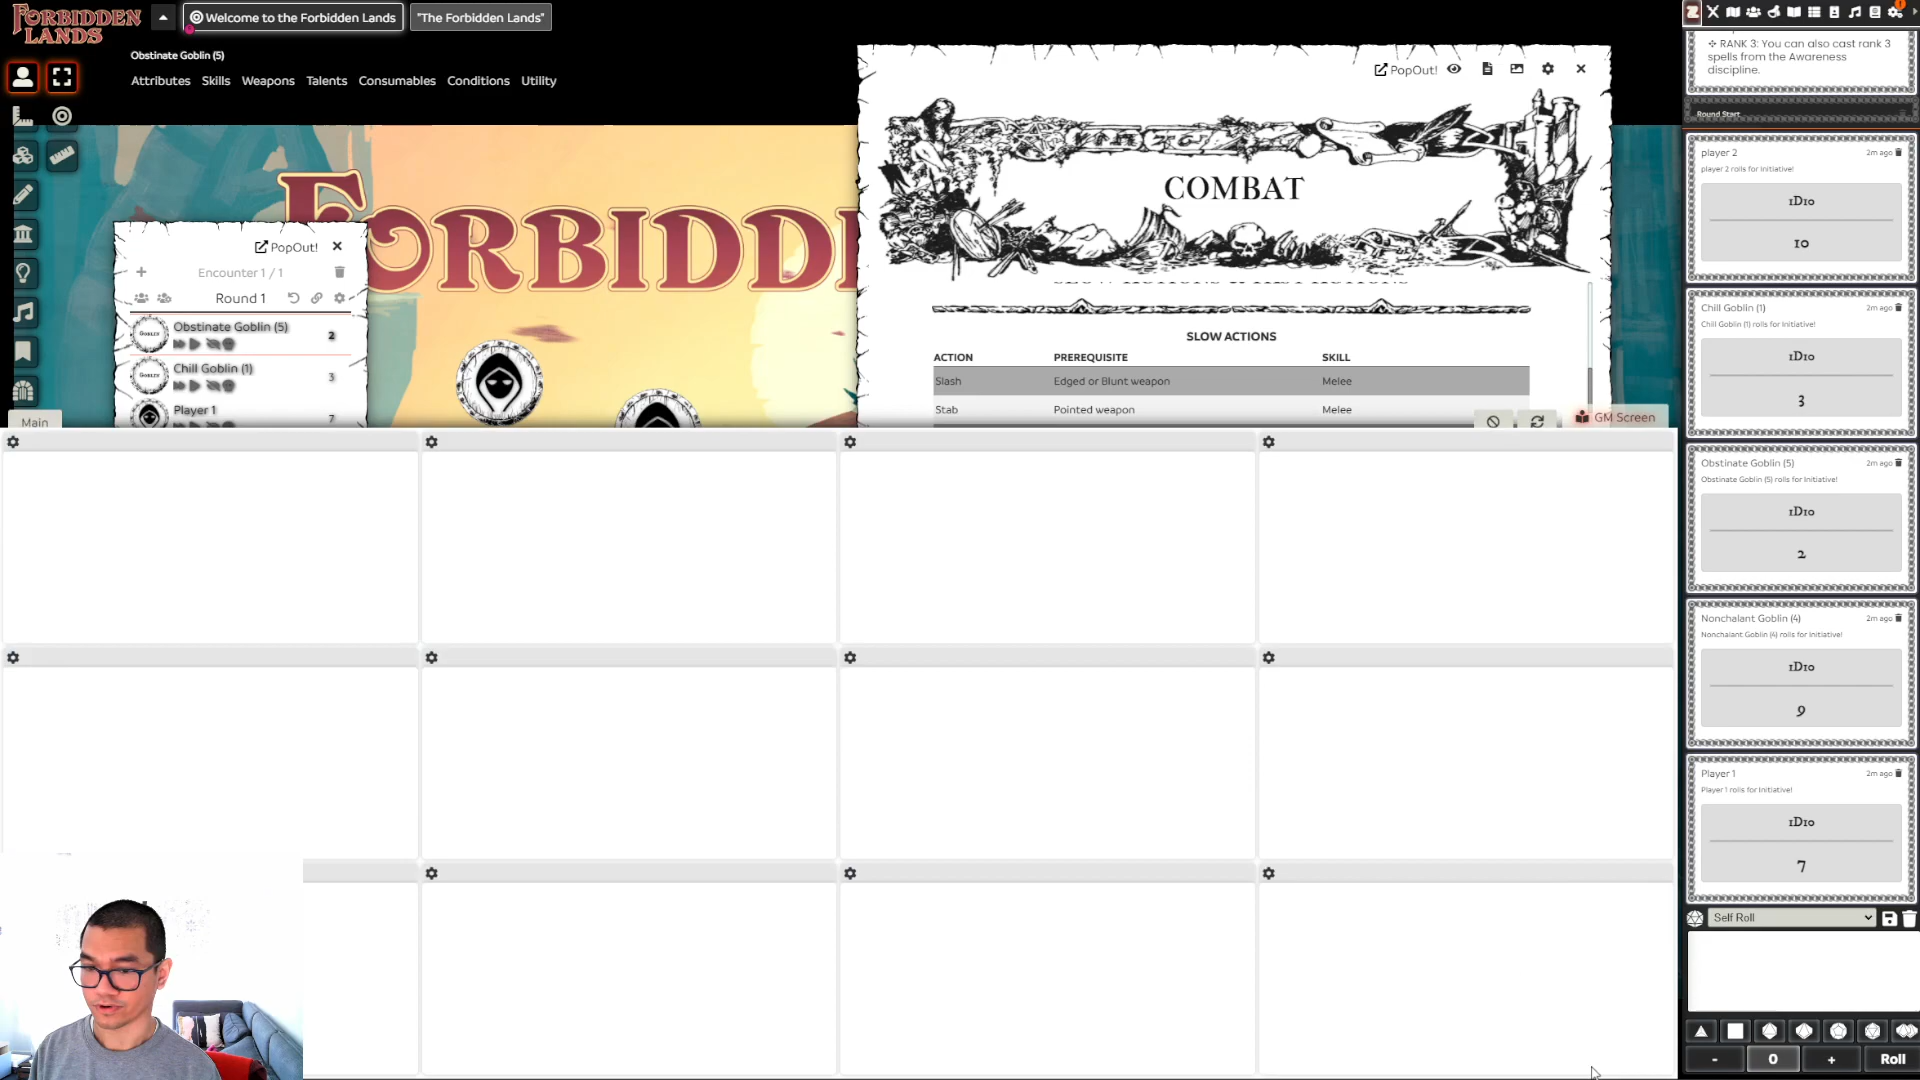 FORBIDDEN
LANDS
Welcome to the Forbidden Lands
"The Forbidden Lands"
Obstinate Goblin (5)
Attributes
Skills
Weapons
Talents
Consumables
Conditions
Utility
FORBIDD
PopOut!
Encounter 1 / 1
Round 1
Obstinate Goblin (5)
2
Chill Goblin (1)
3
Player 1
7
Main
PopOut!
COMBAT
SLOW ACTIONS
ACTION PREREQUISITE SKILL
Slash Edged or Blunt weapon Melee
Stab Pointed weapon Melee
GM Screen
RANK 3: You can also cast rank 3
spells from the Awareness
discipline.
Round Start
player 2 2m ago
player 2 rolls for Initiative!
1D10
10
Chill Goblin (1) 2m ago
Chill Goblin (1) rolls for Initiative!
1D10
3
Obstinate Goblin (5) 2m ago
Obstinate Goblin (5) rolls for Initiative!
1D10
2
Nonchalant Goblin (4) 2m ago
Nonchalant Goblin (4) rolls for Initiative!
1D10
9
Player 1 2m ago
Player 1 rolls for Initiative!
1D10
7
Self Roll
- 0 + Roll